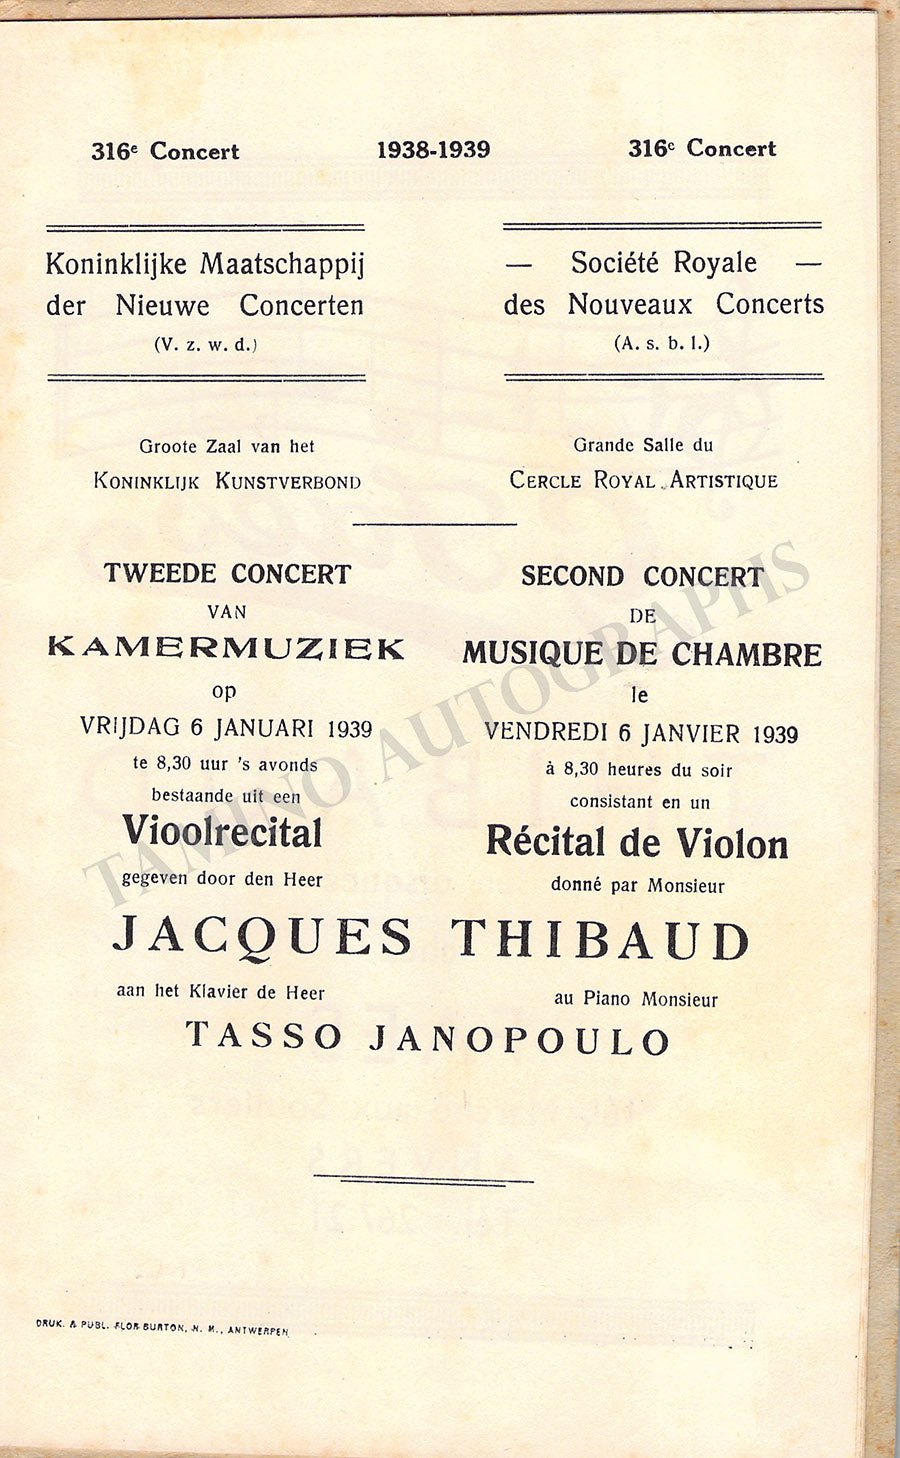 316e Concert 1938-1939 316e Concert
Koninklijke Maatschappij
der Nieuwe Concerten
(V. z. w. d.)
— Société Royale —
des Nouveaux Concerts
(A. s. b. l.)
Groote Zaal van het
KONINKLIJK KUNSTVERBOND
Grande Salle du
CERCLE ROYAL ARTISTIQUE
TWEEDE CONCERT
VAN
KAMERMUZIEK
op
VRIJDAG 6 JANUARI 1939
te 8,30 uur 's avonds
bestaande uit een
Vioolrecital
gegeven door den Heer
SECOND CONCERT
DE
MUSIQUE DE CHAMBRE
le
VENDREDI 6 JANVIER 1939
à 8,30 heures du soir
consistant en un
Récital de Violon
donné par Monsieur
JACQUES THIBAUD
aan het Klavier de Heer
au Piano Monsieur
TASSO JANOPOULO
DRUK. & PUBL. FLOR BURTON, N. M., ANTWERPEN
TAMINO AUTOGRAPHS